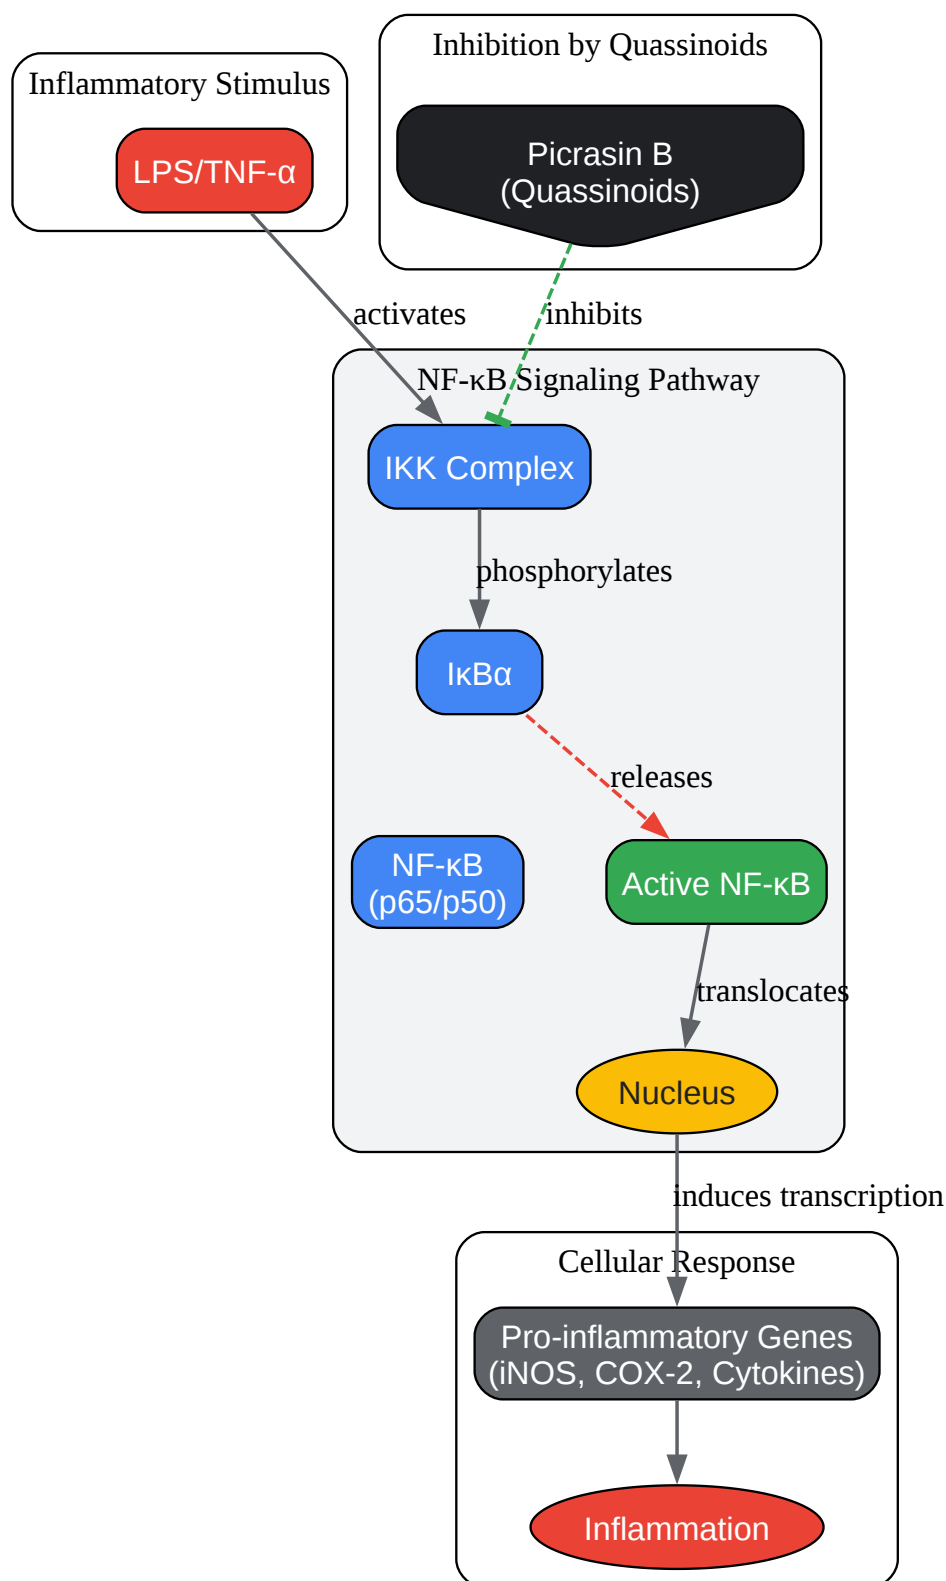 Inhibition by Quassinoids
Inflammatory Stimulus
Picrasin B
(Quassinoids)
LPS/TNF-α
activates
inhibits
NF-κB Signaling Pathway
IKK Complex
phosphorylates
IκBα
releases
NF-κB
(p65/p50)
Active NF-κB
translocates
Nucleus
induces transcription
Cellular Response
Pro-inflammatory Genes
(iNOS, COX-2, Cytokines)
Inflammation